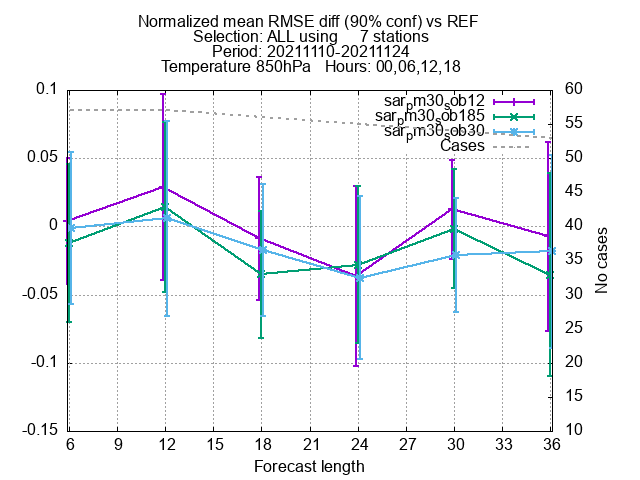 Normalized mean RMSE diff (90% conf) vs REF
Selection: ALL using     7 stations
Period: 20211110-20211124
Temperature 850hPa   Hours: 00,06,12,18
0.1
0.05
0
-0.05
-0.1
-0.15
60
55
50
45
40
35
30
25
20
15
10
sar_pm30_sob12
sar_pm30_sob185
sar_pm30_sob30
Cases
No cases
6 9 12 15 18 21 24 27 30 33 36
Forecast length